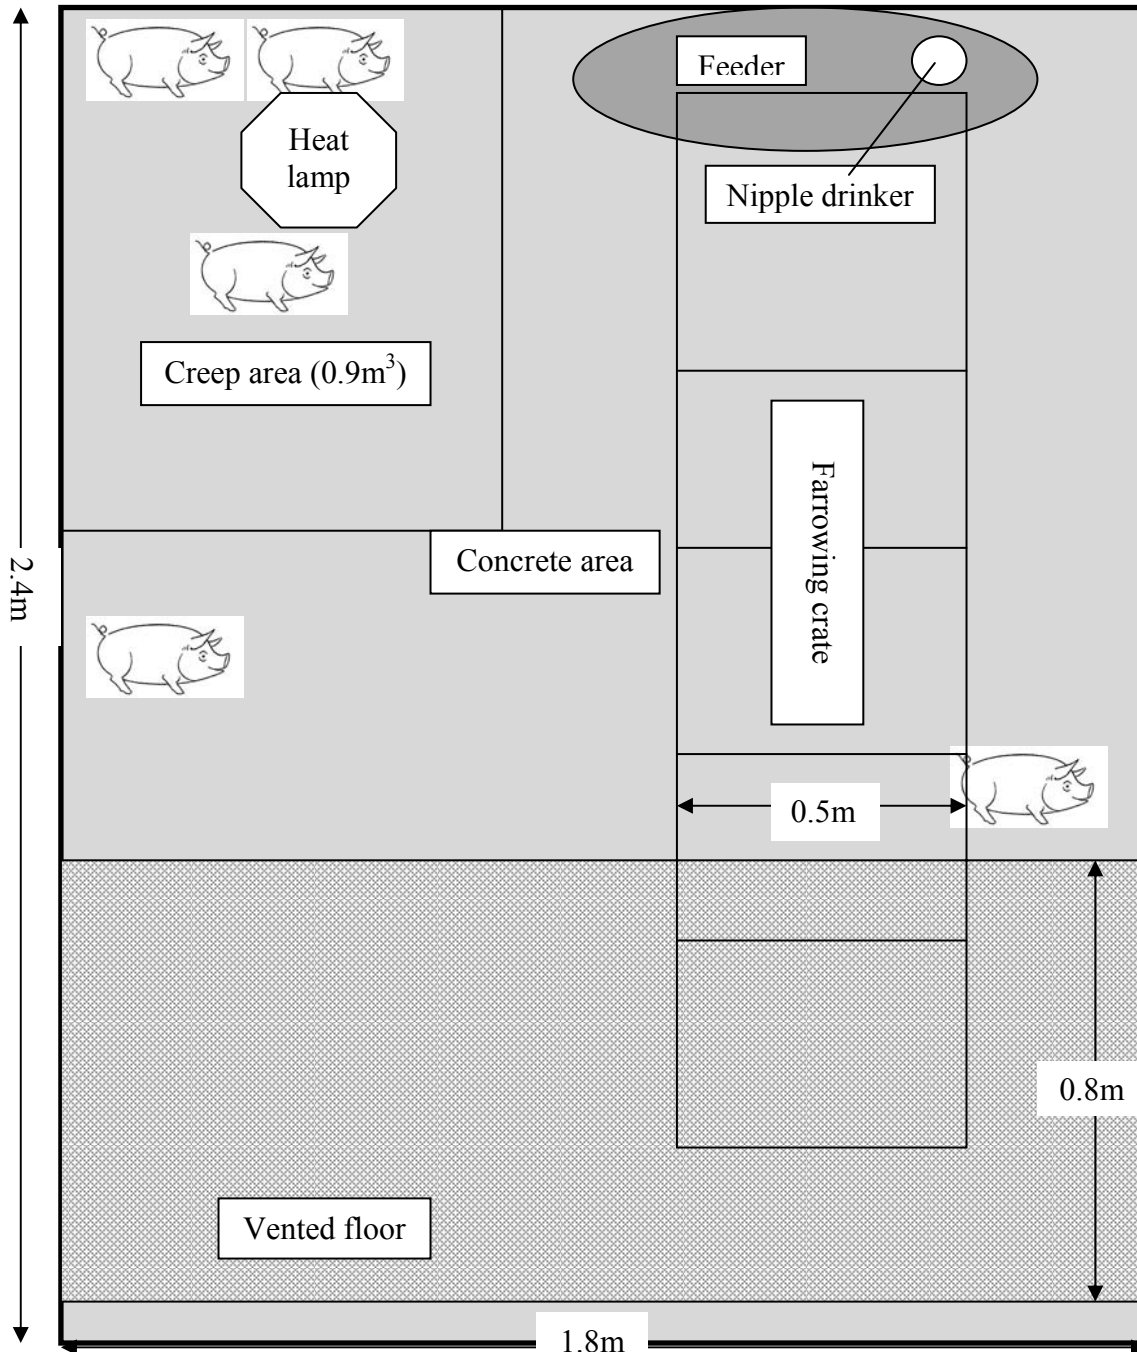 Feeder
Heat
lamp
Nipple drinker
Creep area (0.9m³)
Farrowing crate
Concrete area
2.4m
0.5m
0.8m
Vented floor
1.8m